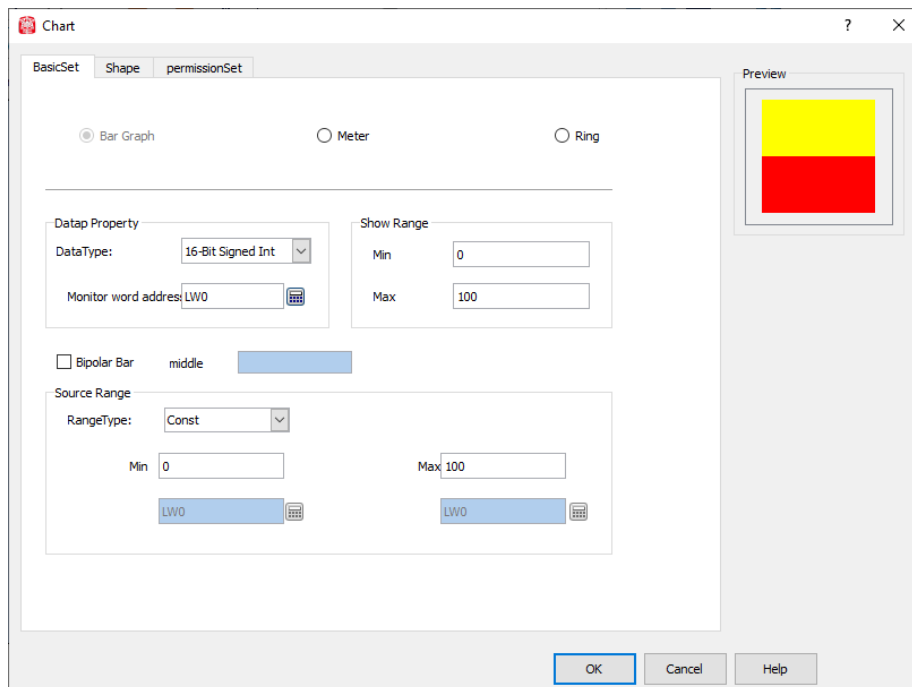 Chart ?
BasicSet Shape permissionSet
Preview
Bar Graph Meter Ring
Datap Property
DataType: 16-Bit Signed Int
Monitor word addres LW0
Show Range
Min 0
Max 100
Bipolar Bar middle
Source Range
RangeType: Const
Min 0 Max 100
LW0 LW0
OK Cancel Help